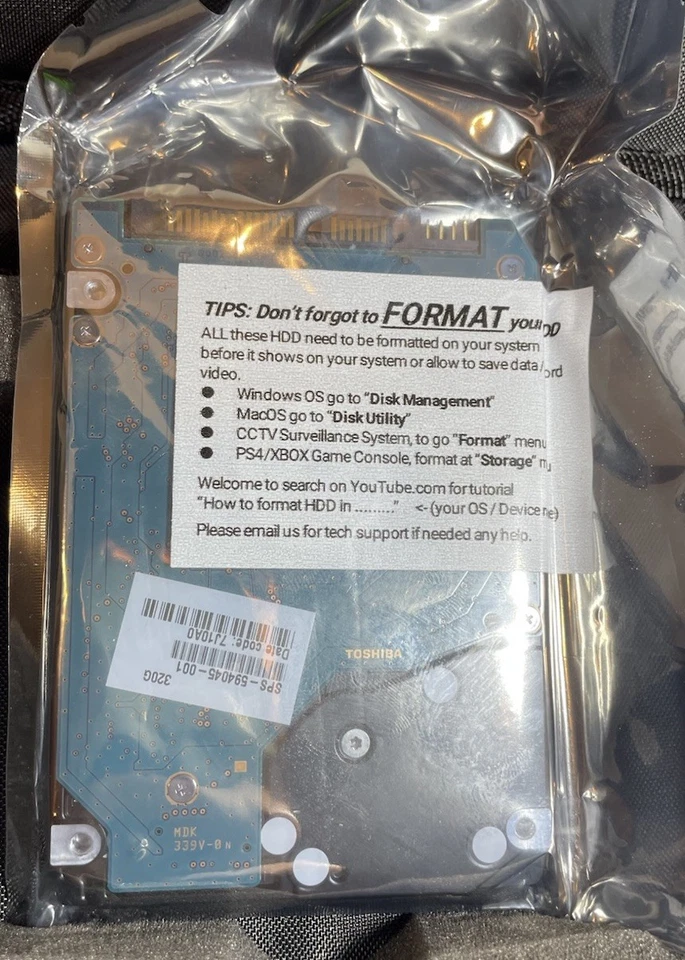 TIPS: Don't forgot to FORMAT your
ALL these HDD need to be formatted on your system
before it shows on your system or allow to save data/
video.
● Windows OS go to "Disk Management"
● MacOS go to "Disk Utility"
● CCTV Surveillance System, to go "Format" menu
● PS4/XBOX Game Console, format at "Storage"
Welcome to search on YouTube.com for tutorial
"How to format HDD in ........." <- (your OS / Device
Please email us for tech support if needed any help.
SPS-594045-001
320G
Date code: 7J10A0
TOSHIBA
MDK
339V-0 N